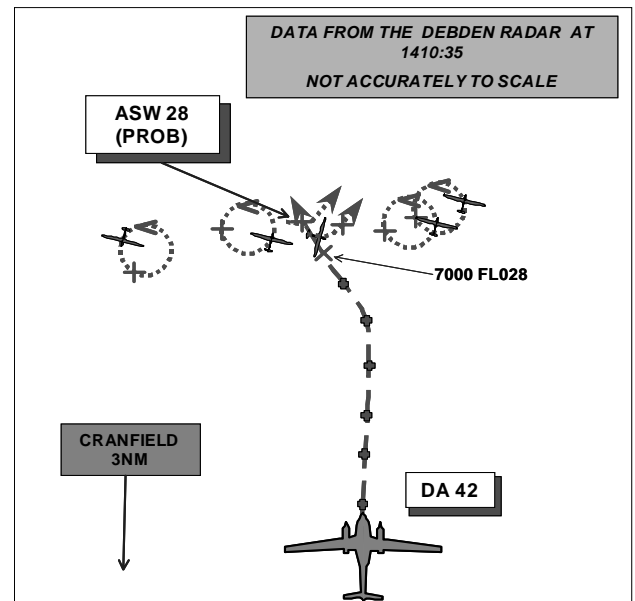 DATA FROM THE DEBDEN RADAR AT
1410:35
NOT ACCURATELY TO SCALE
ASW 28
(PROB)
7000 FL028
CRANFIELD
3NM
DA 42